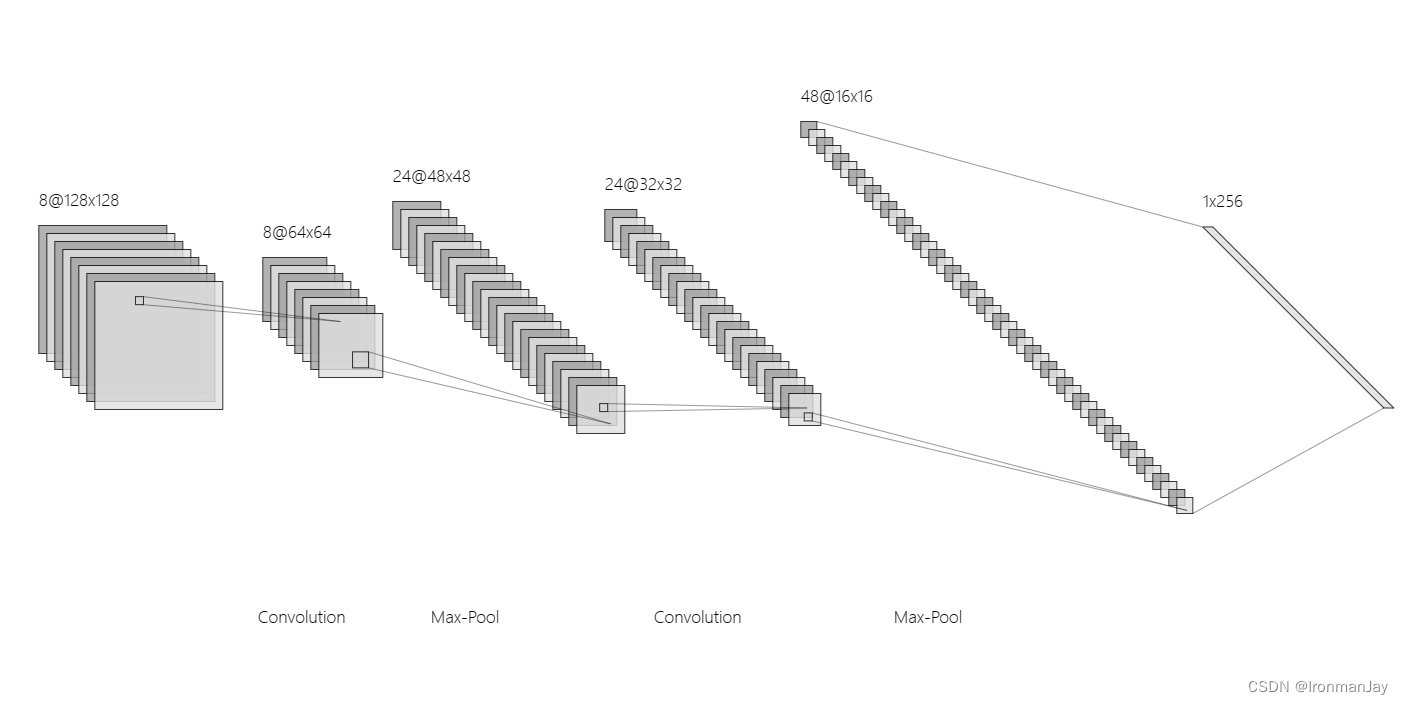 8@128x128
8@64x64
24@48x48
24@32x32
48@16x16
1x256
Convolution
Max-Pool
Convolution
Max-Pool
CSDN @IronmanJay